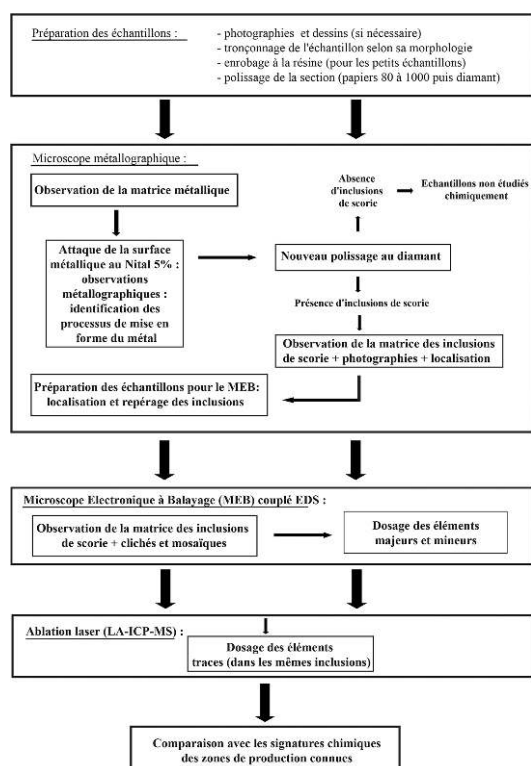 Préparation des échantillons :
- photographies et dessins (si nécessaire)
- tronçonnage de l'échantillon selon sa morphologie
- enrobage à la résine (pour les petits échantillons)
- polissage de la section (papiers 80 à 1000 puis diamant)
Microscope métallographique :
Observation de la matrice métallique
Absence
d'inclusions
de scorie
Echantillons non étudiés
chimiquement
Attaque de la surface
métallique au Nital 5% :
observations
métallographiques :
identification des
processus de mise en
forme du métal
Nouveau polissage au diamant
Présence d'inclusions de scorie
Observation de la matrice des inclusions
de scorie + photographies + localisation
Préparation des échantillons pour le MEB:
localisation et repérage des inclusions
Microscope Electronique à Balayage (MEB) couplé EDS :
Observation de la matrice des inclusions
de scorie + clichés et mosaïques
Dosage des éléments
majeurs et mineurs
Ablation laser (LA-ICP-MS) :
Dosage des éléments
traces (dans les mêmes inclusions)
Comparaison avec les signatures chimiques
des zones de production connues